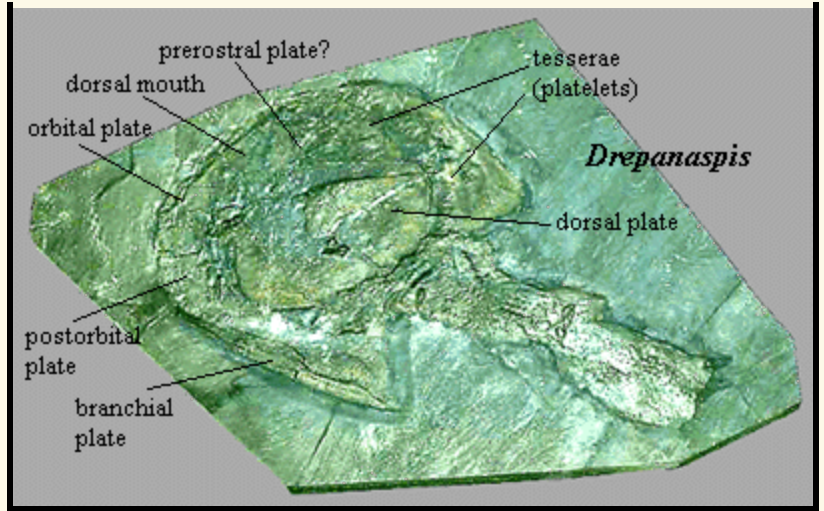 prerostral plate?
dorsal mouth
orbital plate
tesserae
(platelets)
Drepanaspis
dorsal plate
postorbital
plate
branchial
plate